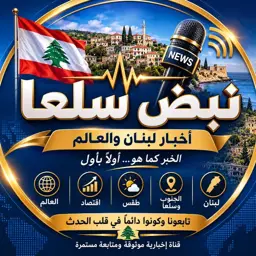 NEWS
نبض سلعا
أخبار لبنان والعالم
الخبر كما هو... أولاً بأول
لبنان
الجنوب وسلعا
طقس
اقتصاد
العالم
تابعونا وكونوا دائماً في قلب الحدث
قناة إخبارية موثوقة ومتابعة مستمرة